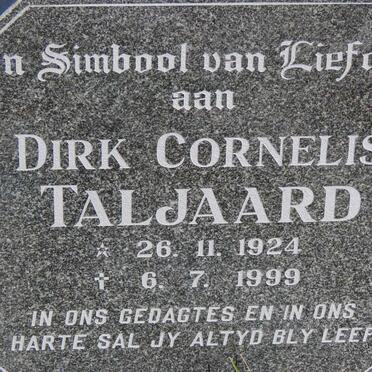 n Simbool van Liefd
aan
DIRK CORNELIS
TALJAARD
☆ 26. 11. 1924
† 6. 7. 1999
IN ONS GEDAGTES EN IN ONS
HARTE SAL JY ALTYD BLY LEEF